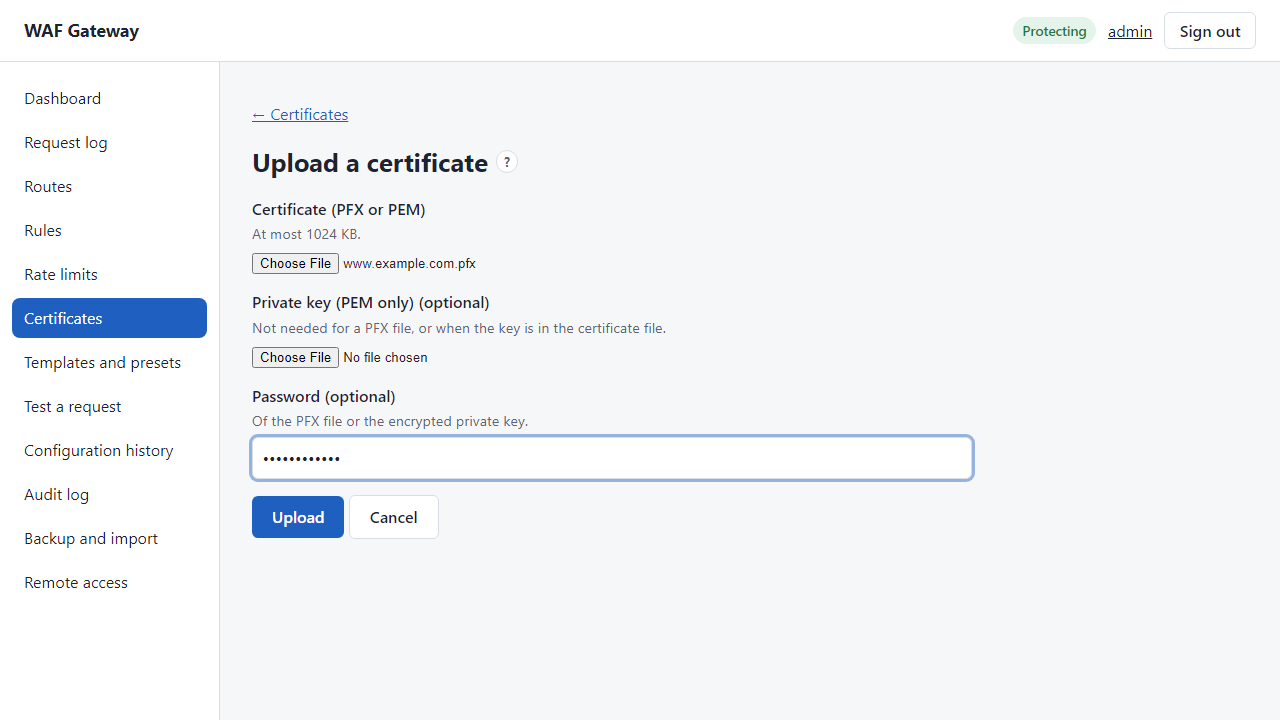 WAF Gateway
Protecting
admin
Sign out
Dashboard
Request log
Routes
Rules
Rate limits
Certificates
Templates and presets
Test a request
Configuration history
Audit log
Backup and import
Remote access
← Certificates
Upload a certificate ?
Certificate (PFX or PEM)
At most 1024 KB.
Choose File www.example.com.pfx
Private key (PEM only) (optional)
Not needed for a PFX file, or when the key is in the certificate file.
Choose File No file chosen
Password (optional)
Of the PFX file or the encrypted private key.
••••••••••••
Upload Cancel